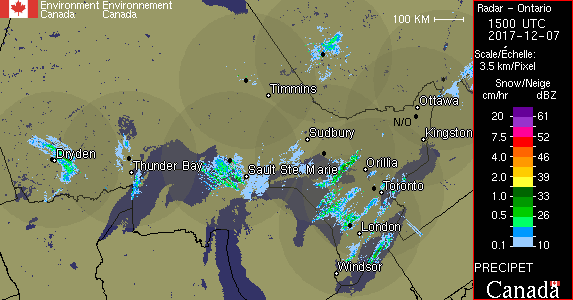 Environment Environnement
Canada Canada
100 KM
Radar - Ontario
1500 UTC
2017-12-07
Scale/Échelle:
3.5 km/Pixel
Snow/Neige
cm/hr dBZ
20 61
7.5 52
4.0 46
2.0 39
1.0 33
0.5 26
0.1 10
PRECIPET
Canada
Timmins
Ottawa
N/O
Kingston
Sudbury
Dryden
Thunder Bay
Sault Ste. Marie
Orillia
Toronto
London
Windsor